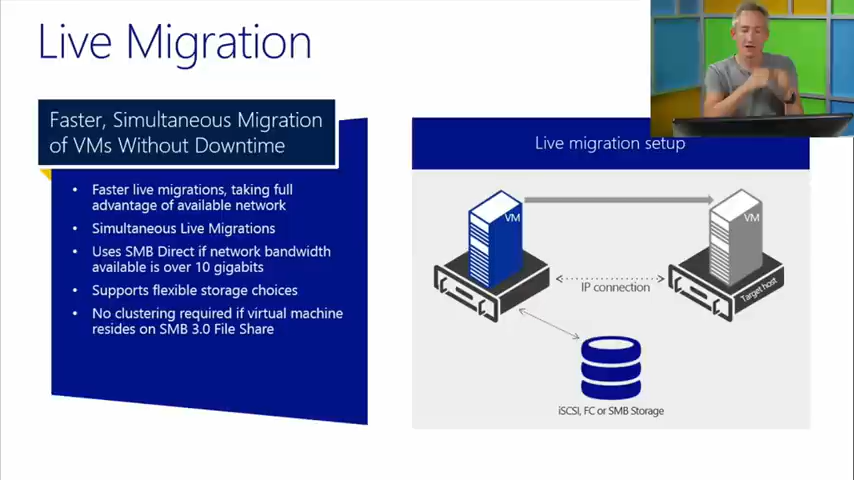 Live Migration
Faster, Simultaneous Migration
of VMs Without Downtime
• Faster live migrations, taking full
advantage of available network
• Simultaneous Live Migrations
• Uses SMB Direct if network bandwidth
available is over 10 gigabits
• Supports flexible storage choices
• No clustering required if virtual machine
resides on SMB 3.0 File Share
Live migration setup
VM
VM
IP connection
Target host
iSCSI, FC or SMB Storage